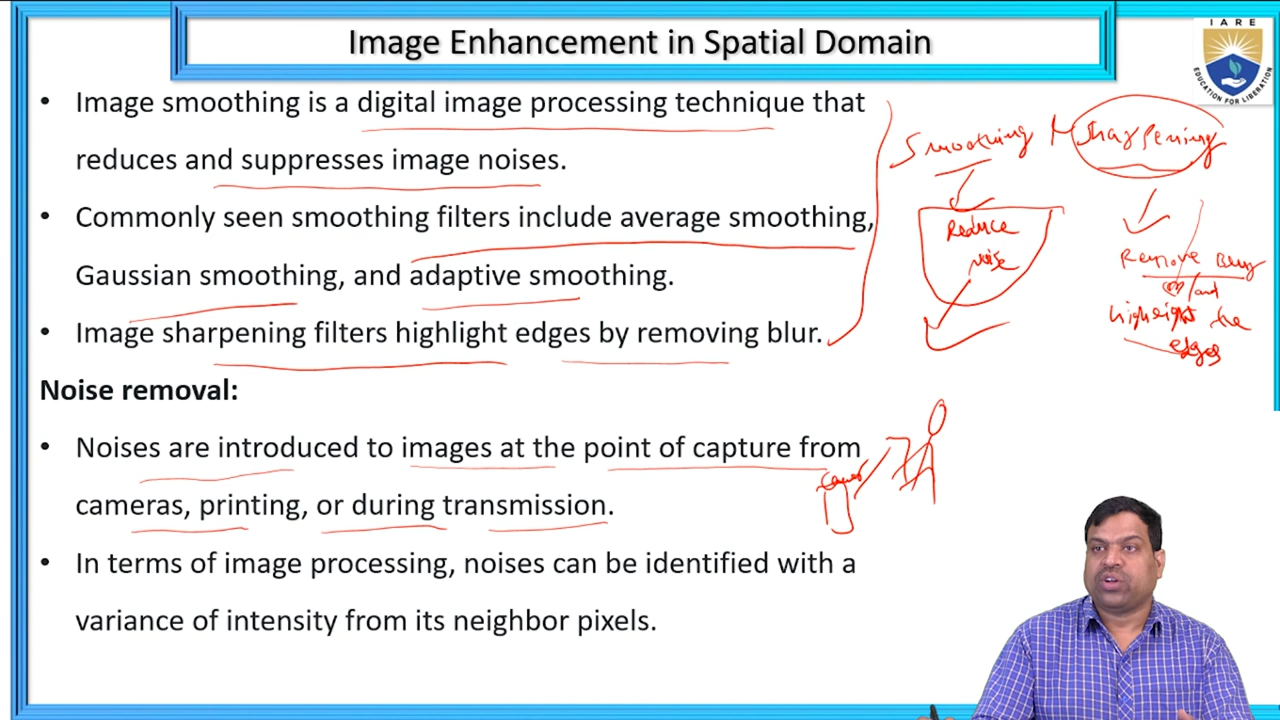 Image Enhancement in Spatial Domain
IARE
EDUCATION FOR LIBERATION
• Image smoothing is a digital image processing technique that
reduces and suppresses image noises.
• Commonly seen smoothing filters include average smoothing,
Gaussian smoothing, and adaptive smoothing.
• Image sharpening filters highlight edges by removing blur.
Noise removal:
• Noises are introduced to images at the point of capture from
cameras, printing, or during transmission.
• In terms of image processing, noises can be identified with a
variance of intensity from its neighbor pixels.
Smoothing
Sharpening
Reduce
noise
Remove
and
the
edges